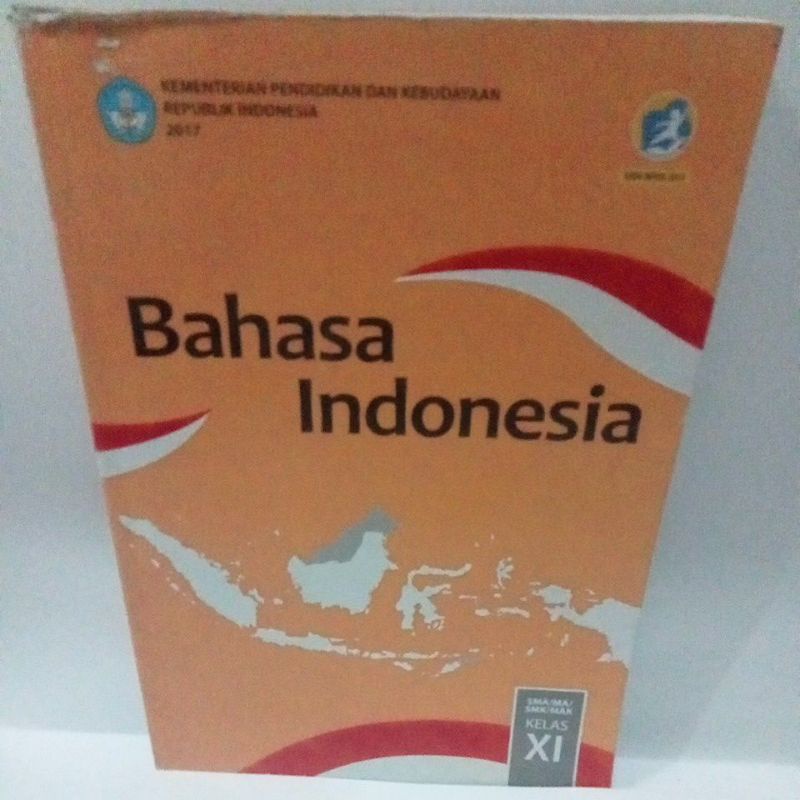 KEMENTERIAN PENDIDIKAN DAN KEBUDAYAAN
REPUBLIK INDONESIA
2017
Bahasa
Indonesia
SMA/MA/
SMK/MAK
KELAS
XI